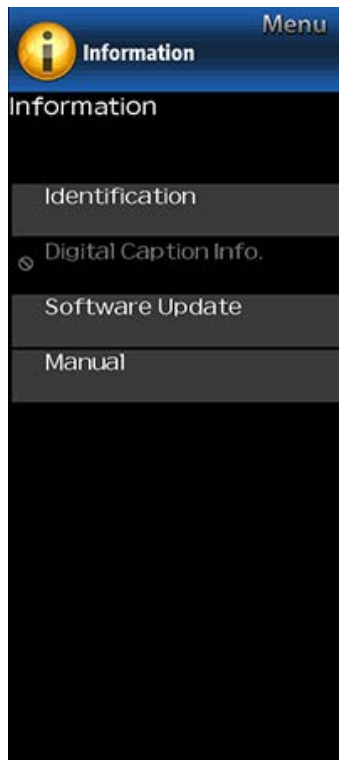 Menu
Information
Information
Identification
Digital Caption Info.
Software Update
Manual